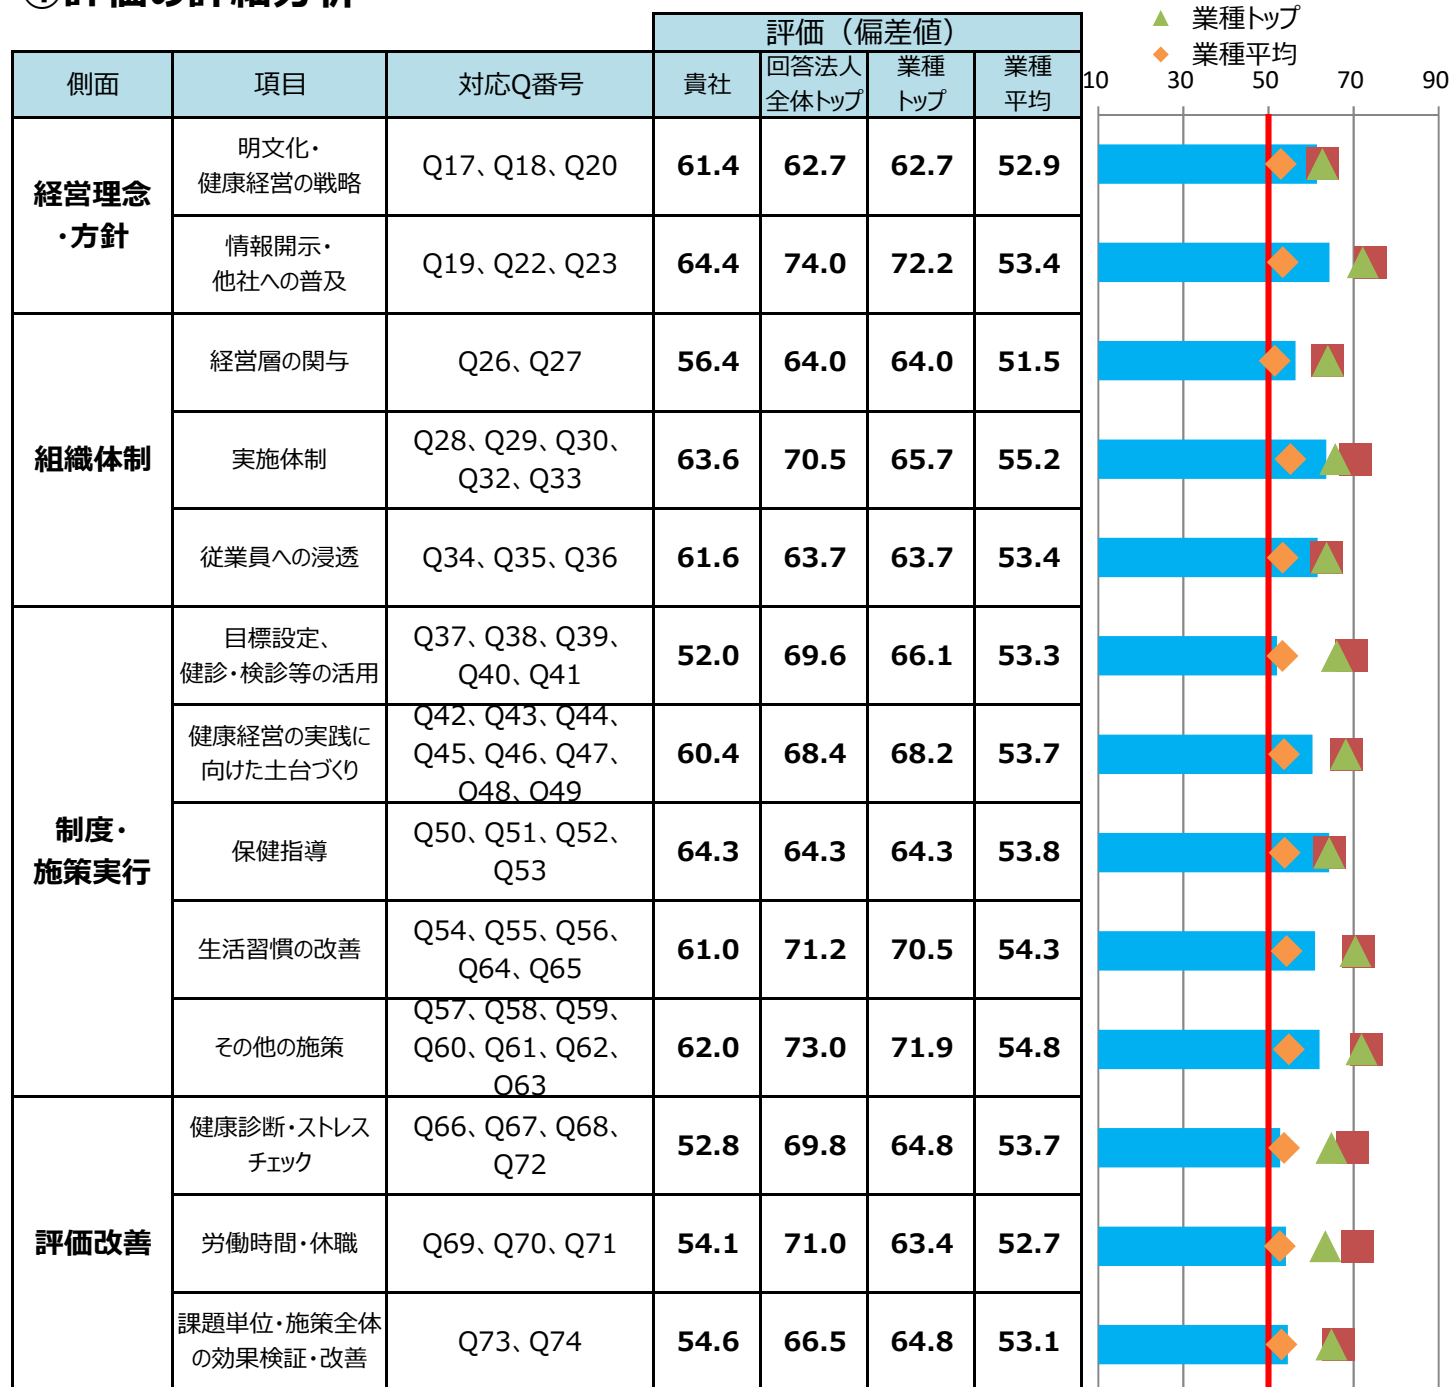 ①評価の詳細分析
▲ 業種トップ
◆ 業種平均
評価（偏差値）
側面 項目 対応Q番号 貴社 回答法人 業種 業種
全体トップ トップ 平均
10 30 50 70 90
経営理念
・方針
明文化・
健康経営の戦略
Q17、Q18、Q20 61.4 62.7 62.7 52.9
情報開示・
他社への普及
Q19、Q22、Q23 64.4 74.0 72.2 53.4
組織体制
経営層の関与 Q26、Q27 56.4 64.0 64.0 51.5
実施体制
Q28、Q29、Q30、
Q32、Q33
63.6 70.5 65.7 55.2
従業員への浸透 Q34、Q35、Q36 61.6 63.7 63.7 53.4
制度・
施策実行
目標設定、
健診・検診等の活用
Q37、Q38、Q39、
Q40、Q41
52.0 69.6 66.1 53.3
健康経営の実践に
向けた土台づくり
Q42、Q43、Q44、
Q45、Q46、Q47、
Q48、Q49
60.4 68.4 68.2 53.7
保健指導
Q50、Q51、Q52、
Q53
64.3 64.3 64.3 53.8
生活習慣の改善
Q54、Q55、Q56、
Q64、Q65
61.0 71.2 70.5 54.3
その他の施策
Q57、Q58、Q59、
Q60、Q61、Q62、
Q63
62.0 73.0 71.9 54.8
評価改善
健康診断・ストレス
チェック
Q66、Q67、Q68、
Q72
52.8 69.8 64.8 53.7
労働時間・休職 Q69、Q70、Q71 54.1 71.0 63.4 52.7
課題単位・施策全体
の効果検証・改善
Q73、Q74 54.6 66.5 64.8 53.1